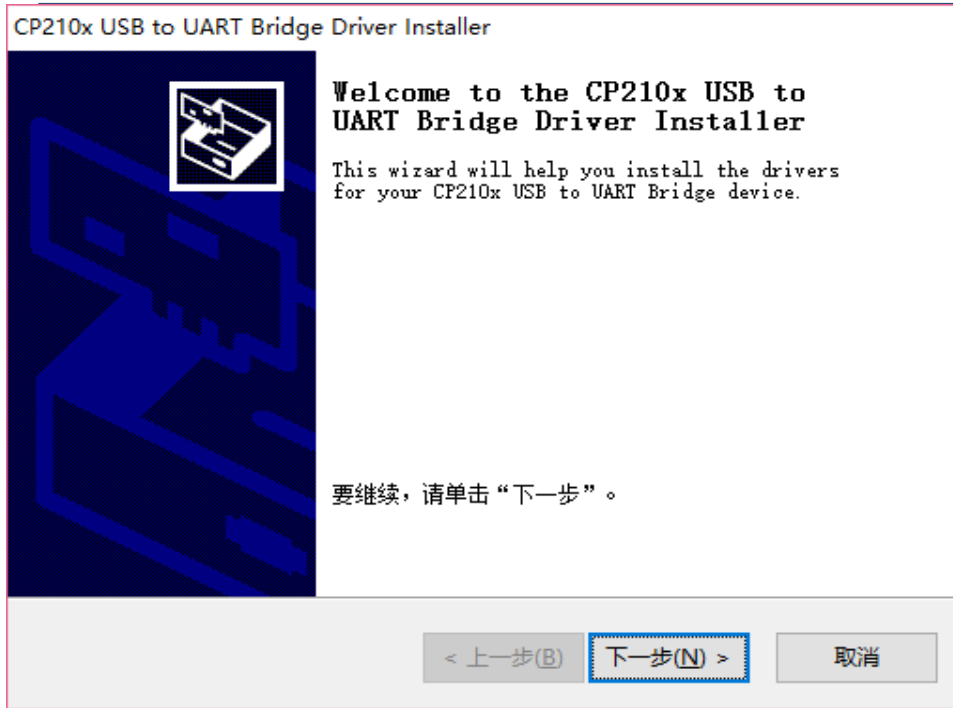 CP210x USB to UART Bridge Driver Installer
Welcome to the CP210x USB to
UART Bridge Driver Installer
This wizard will help you install the drivers
for your CP210x USB to UART Bridge device.
要继续，请单击“下一步”。
< 上一步(B)
下一步(N) >
取消